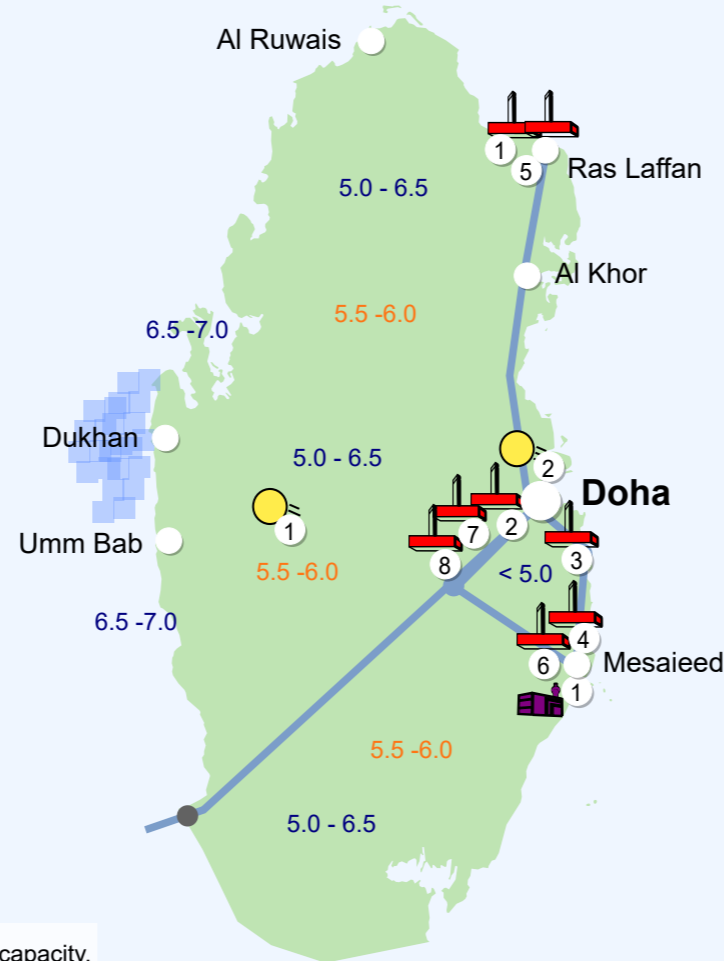 Al Ruwais
1
5
Ras Laffan
5.0 - 6.5
Al Khor
5.5 -6.0
6.5 -7.0
Dukhan
5.0 - 6.5
2
Doha
1
7
2
Umm Bab
3
8
5.5 -6.0
< 5.0
6.5 -7.0
4
6
Mesaieed
1
5.5 -6.0
5.0 - 6.5
capacity.